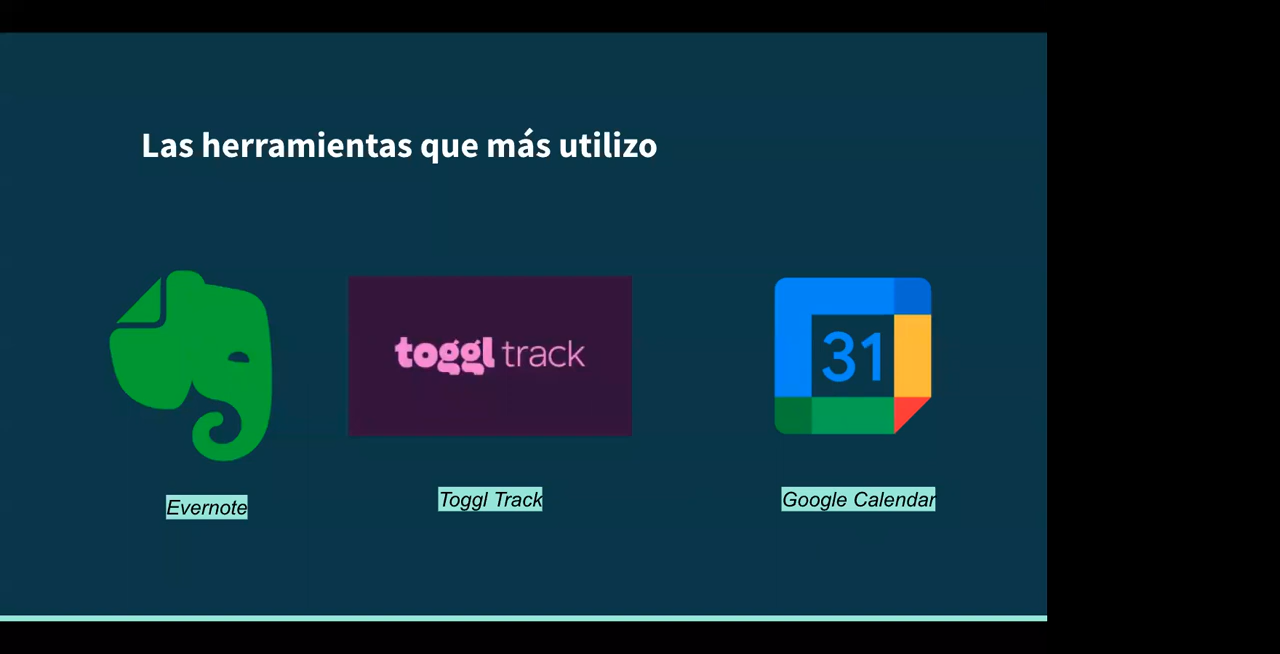 Las herramientas que más utilizo
toggl track
31
Evernote
Toggl Track
Google Calendar